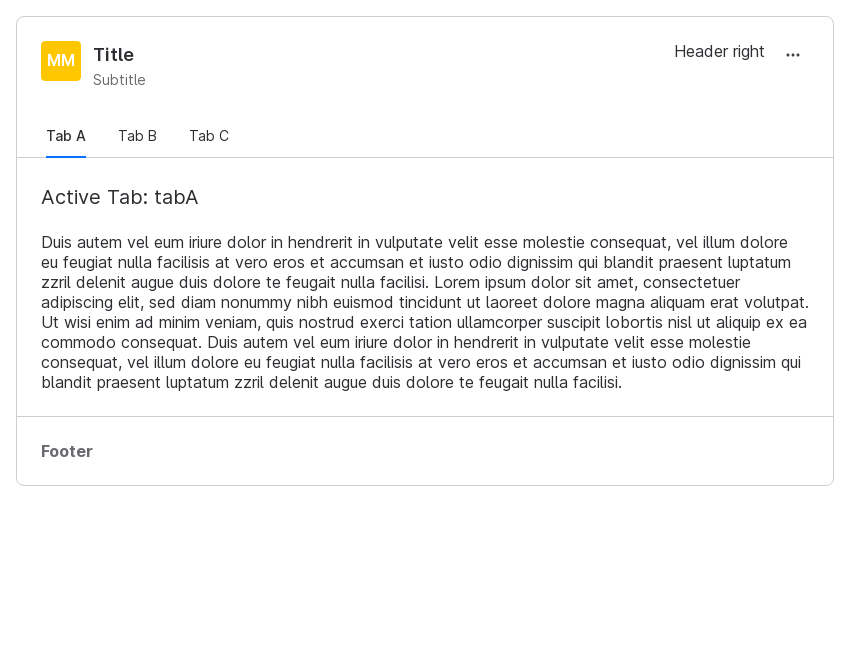 MM
Title
Subtitle
Header right
Tab A
Tab B
Tab C
Active Tab: tabA
Duis autem vel eum iriure dolor in hendrerit in vulputate velit esse molestie consequat, vel illum dolore
eu feugiat nulla facilisis at vero eros et accumsan et iusto odio dignissim qui blandit praesent luptatum
zzril delenit augue duis dolore te feugait nulla facilisi. Lorem ipsum dolor sit amet, consectetuer
adipiscing elit, sed diam nonummy nibh euismod tincidunt ut laoreet dolore magna aliquam erat volutpat.
Ut wisi enim ad minim veniam, quis nostrud exerci tation ullamcorper suscipit lobortis nisl ut aliquip ex ea
commodo consequat. Duis autem vel eum iriure dolor in hendrerit in vulputate velit esse molestie
consequat, vel illum dolore eu feugiat nulla facilisis at vero eros et accumsan et iusto odio dignissim qui
blandit praesent luptatum zzril delenit augue duis dolore te feugait nulla facilisi.
Footer